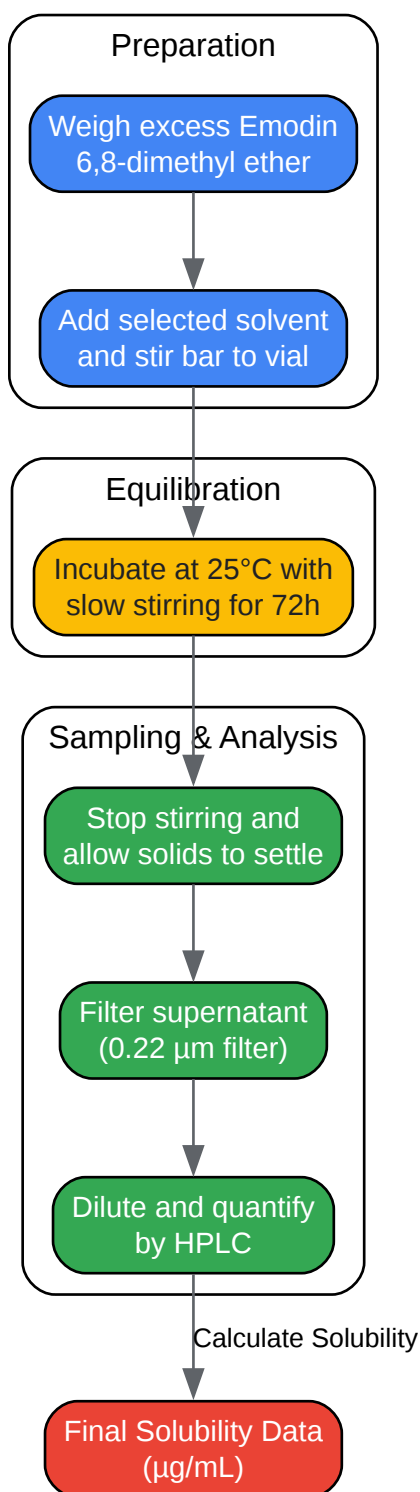 Preparation
Weigh excess Emodin
6,8-dimethyl ether
Add selected solvent
and stir bar to vial
Equilibration
Incubate at 25°C with
slow stirring for 72h
Sampling & Analysis
Stop stirring and
allow solids to settle
Filter supernatant
(0.22 µm filter)
Dilute and quantify
by HPLC
Calculate Solubility
Final Solubility Data
(µg/mL)